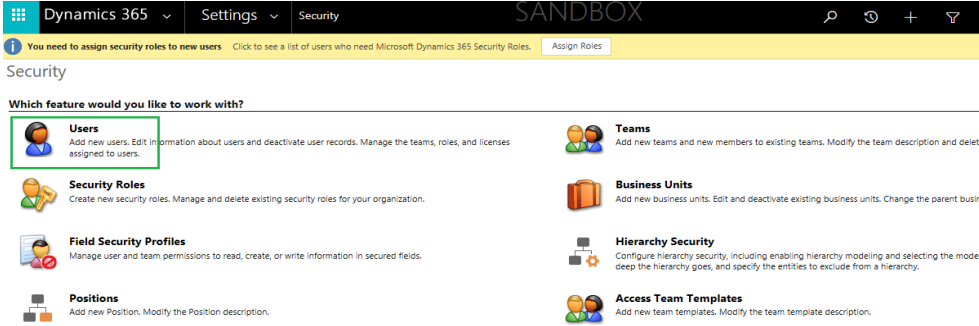 Dynamics 365 Settings Security SANDBOX
You need to assign security roles to new users Click to see a list of users who need Microsoft Dynamics 365 Security Roles. Assign Roles
Security
Which feature would you like to work with?
Users
Add new users. Edit information about users and deactivate user records. Manage the teams, roles, and licenses
assigned to users.
Teams
Add new teams and new members to existing teams. Modify the team description and delet
Security Roles
Create new security roles. Manage and delete existing security roles for your organization.
Business Units
Add new business units. Edit and deactivate existing business units. Change the parent busin
Field Security Profiles
Manage user and team permissions to read, create, or write information in secured fields.
Hierarchy Security
Configure hierarchy security, including enabling hierarchy modeling and selecting the mode
deep the hierarchy goes, and specify the entities to exclude from a hierarchy.
Positions
Add new Position. Modify the Position description.
Access Team Templates
Add new team templates. Modify the team template description.